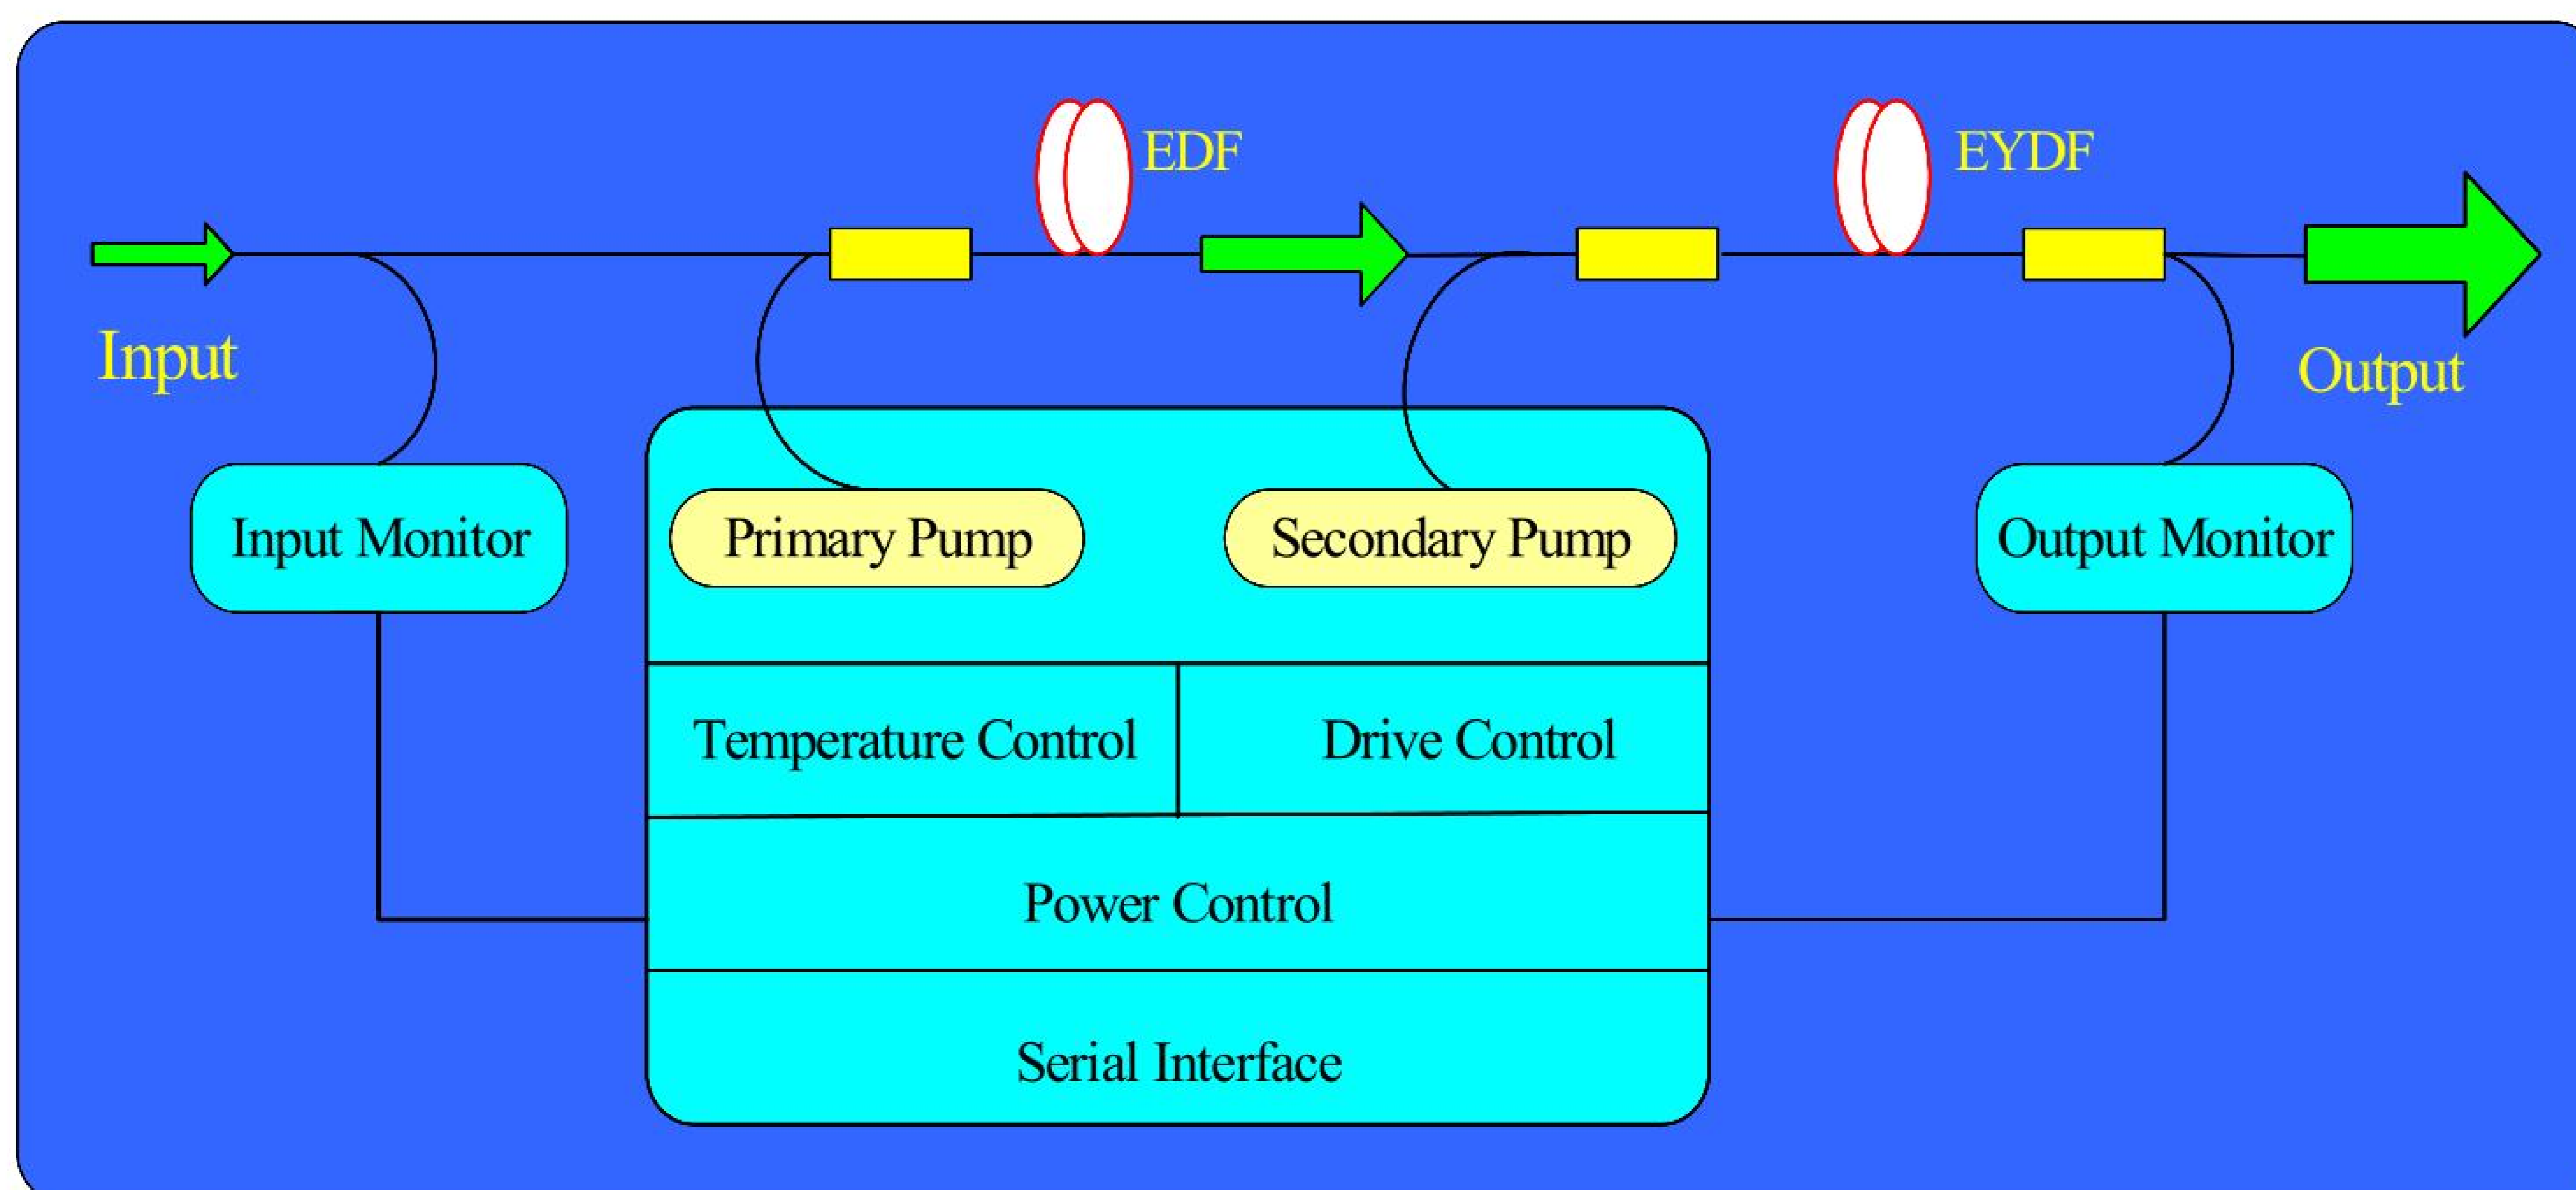 EDF
EYDF
Input
Output
Input Monitor
Primary Pump
Secondary Pump
Output Monitor
Temperature Control
Drive Control
Power Control
Serial Interface